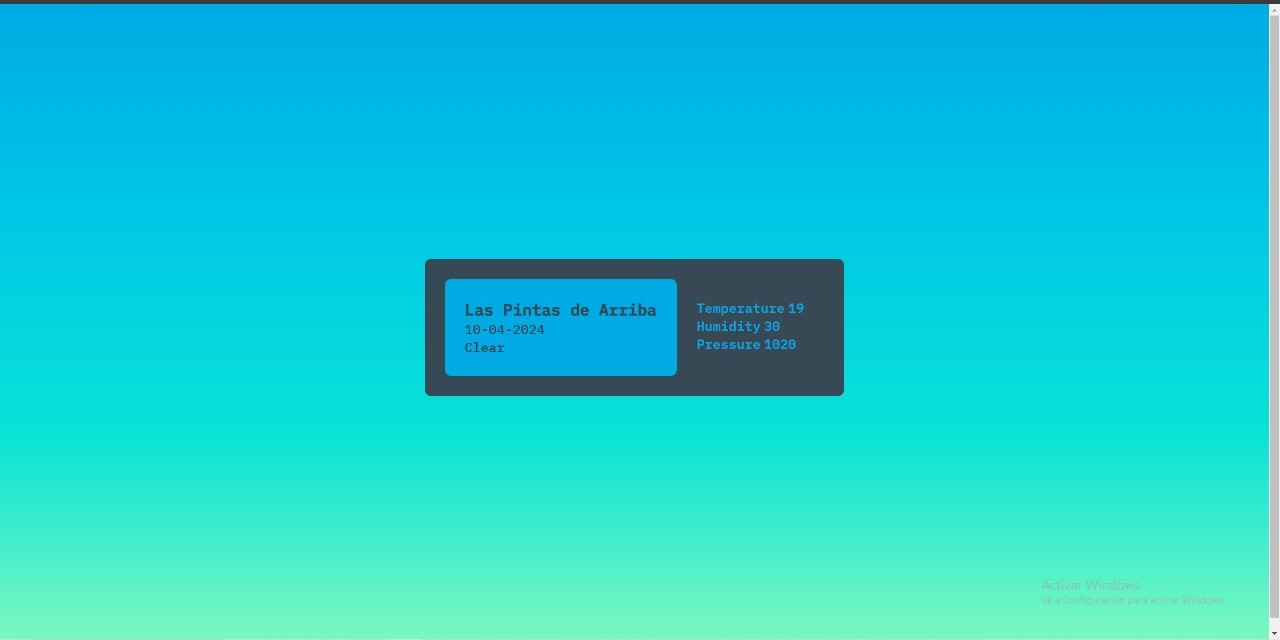 Las Pintas de Arriba
10-04-2024
Clear
Temperature 19
Humidity 30
Pressure 1020
Activar Windows
Ve a Configuración para activar Windows.